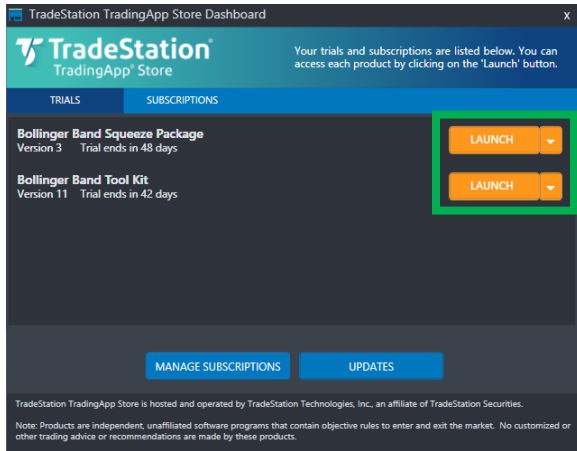 TradeStation TradingApp Store Dashboard
x
TradeStation
TradingApp® Store
Your trials and subscriptions are listed below. You can
access each product by clicking on the 'Launch' button.
TRIALS
SUBSCRIPTIONS
Bollinger Band Squeeze Package
Version 3 Trial ends in 48 days
LAUNCH
Bollinger Band Tool Kit
Version 11 Trial ends in 42 days
LAUNCH
MANAGE SUBSCRIPTIONS
UPDATES
TradeStation TradingApp Store is hosted and operated by TradeStation Technologies, Inc., an affiliate of TradeStation Securities.
Note: Products are independent, unaffiliated software programs that contain objective rules to enter and exit the market. No customized or
other trading advice or recommendations are made by these products.